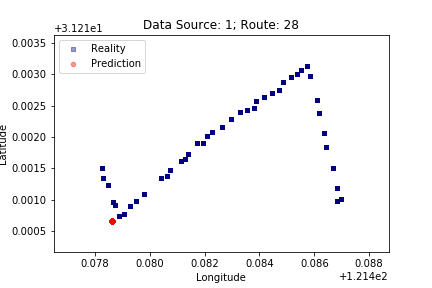 Data Source: 1; Route: 28
+3.121e1
Reality
Prediction
0.0035
0.0030
0.0025
0.0020
0.0015
0.0010
0.0005
Latitude
0.078
0.080
0.082
0.084
0.086
0.088
Longitude
+1.214e2